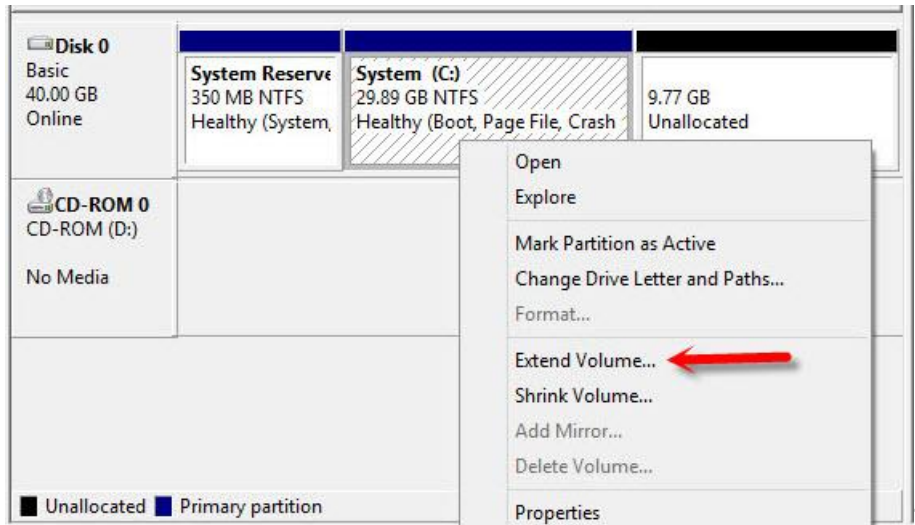 Disk 0
Basic
40.00 GB
Online
System Reserve
350 MB NTFS
Healthy (System,
System (C:)
29.89 GB NTFS
Healthy (Boot, Page File, Crash
9.77 GB
Unallocated
CD-ROM 0
CD-ROM (D:)
No Media
Open
Explore
Mark Partition as Active
Change Drive Letter and Paths...
Format...
Extend Volume...
Shrink Volume...
Add Mirror...
Delete Volume...
Properties
Unallocated Primary partition